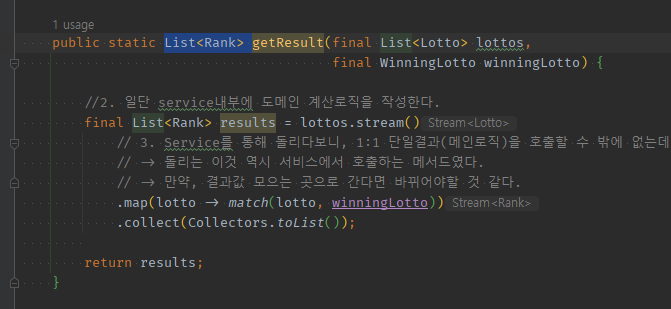 1 usage
public static List<Rank> getResult(final List<Lotto> lottos,
final WinningLotto winningLotto) {
//2. 일단 service내부에 도메인 계산로직을 작성한다.
final List<Rank> results = lottos.stream() Stream<Lotto>
// 3. Service를 통해 돌리다보니, 1:1 단일결과(메인로직)을 호출할 수 밖에 없는데
// -> 돌리는 이것 역시 서비스에서 호출하는 메서드였다.
// -> 만약, 결과값 모으는 곳으로 간다면 바뀌어야할 것 같다.
.map(lotto -> match(lotto, winningLotto)) Stream<Rank>
.collect(Collectors.toList());
return results;
}